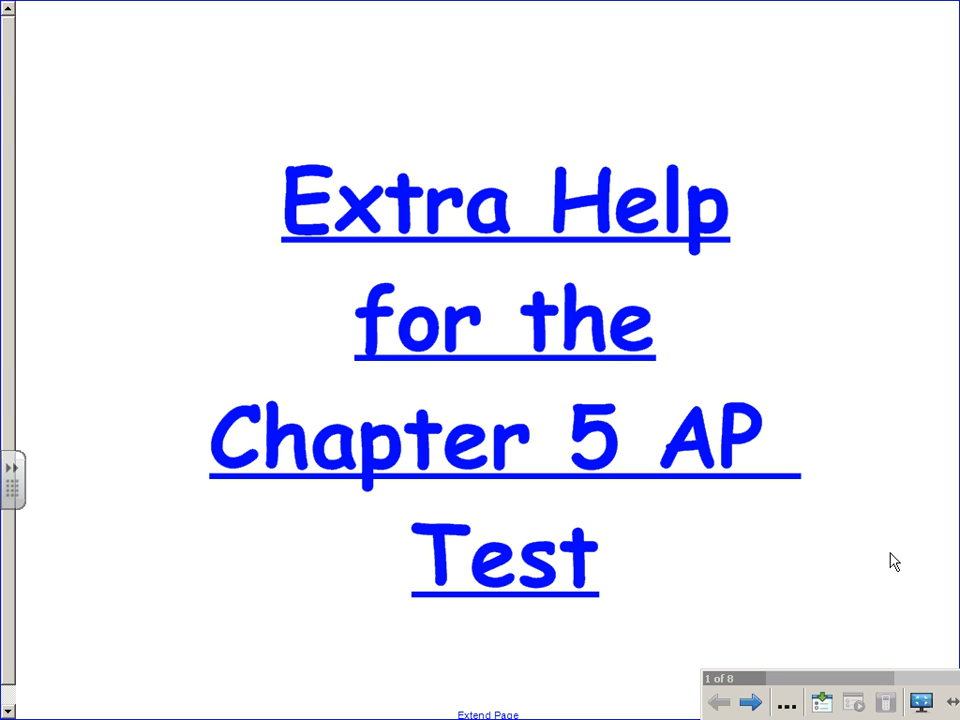 Extra Help
for the
Chapter 5 AP
Test
1 of 8
Extend Page